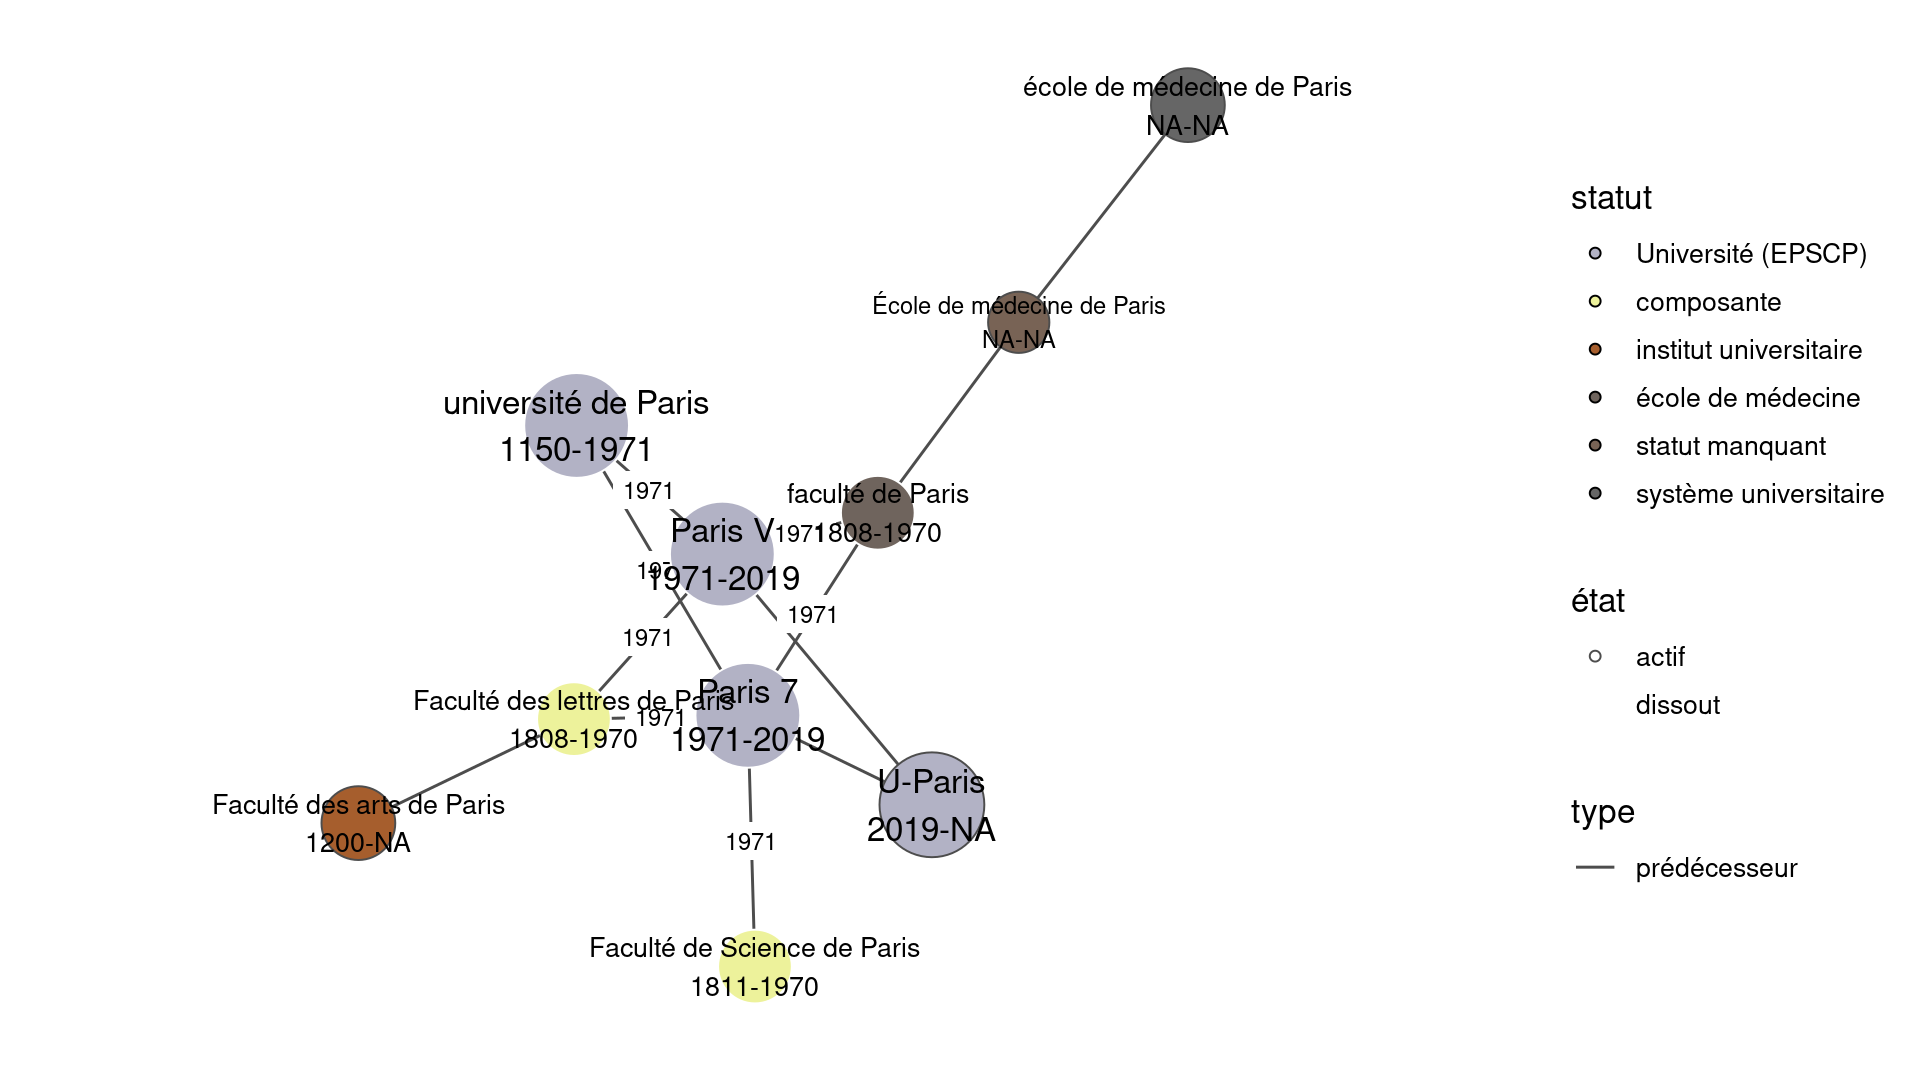 école de médecine de Paris
NA-NA
École de médecine de Paris
NA-NA
université de Paris
1150-1971
1971
faculté de Paris
1808-1970
1971
Paris V
1971-2019
197
1971
1971
Paris 7
1971-2019
Faculté des lettres de Paris
1808-1970
1971
U-Paris
2019-NA
Faculté des arts de Paris
1200-NA
1971
Faculté de Science de Paris
1811-1970
statut
Université (EPSCP)
composante
institut universitaire
école de médecine
statut manquant
système universitaire
état
actif
dissout
type
prédécesseur